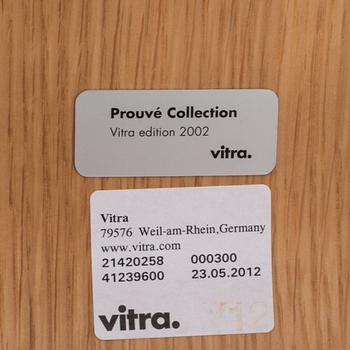 Prouvé Collection
Vitra edition 2002
vitra.
Vitra
79576 Weil-am-Rhein,Germany
www.vitra.com
21420258 000300
41239600 23.05.2012
vitra.